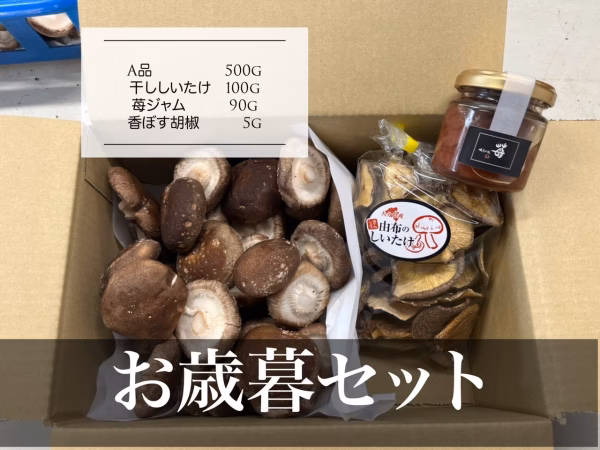 A品 500G
干ししいたけ 100G
苺ジャム 90G
香ぼす胡椒 5G
苺
由布の
しいたけ
お歳暮セット